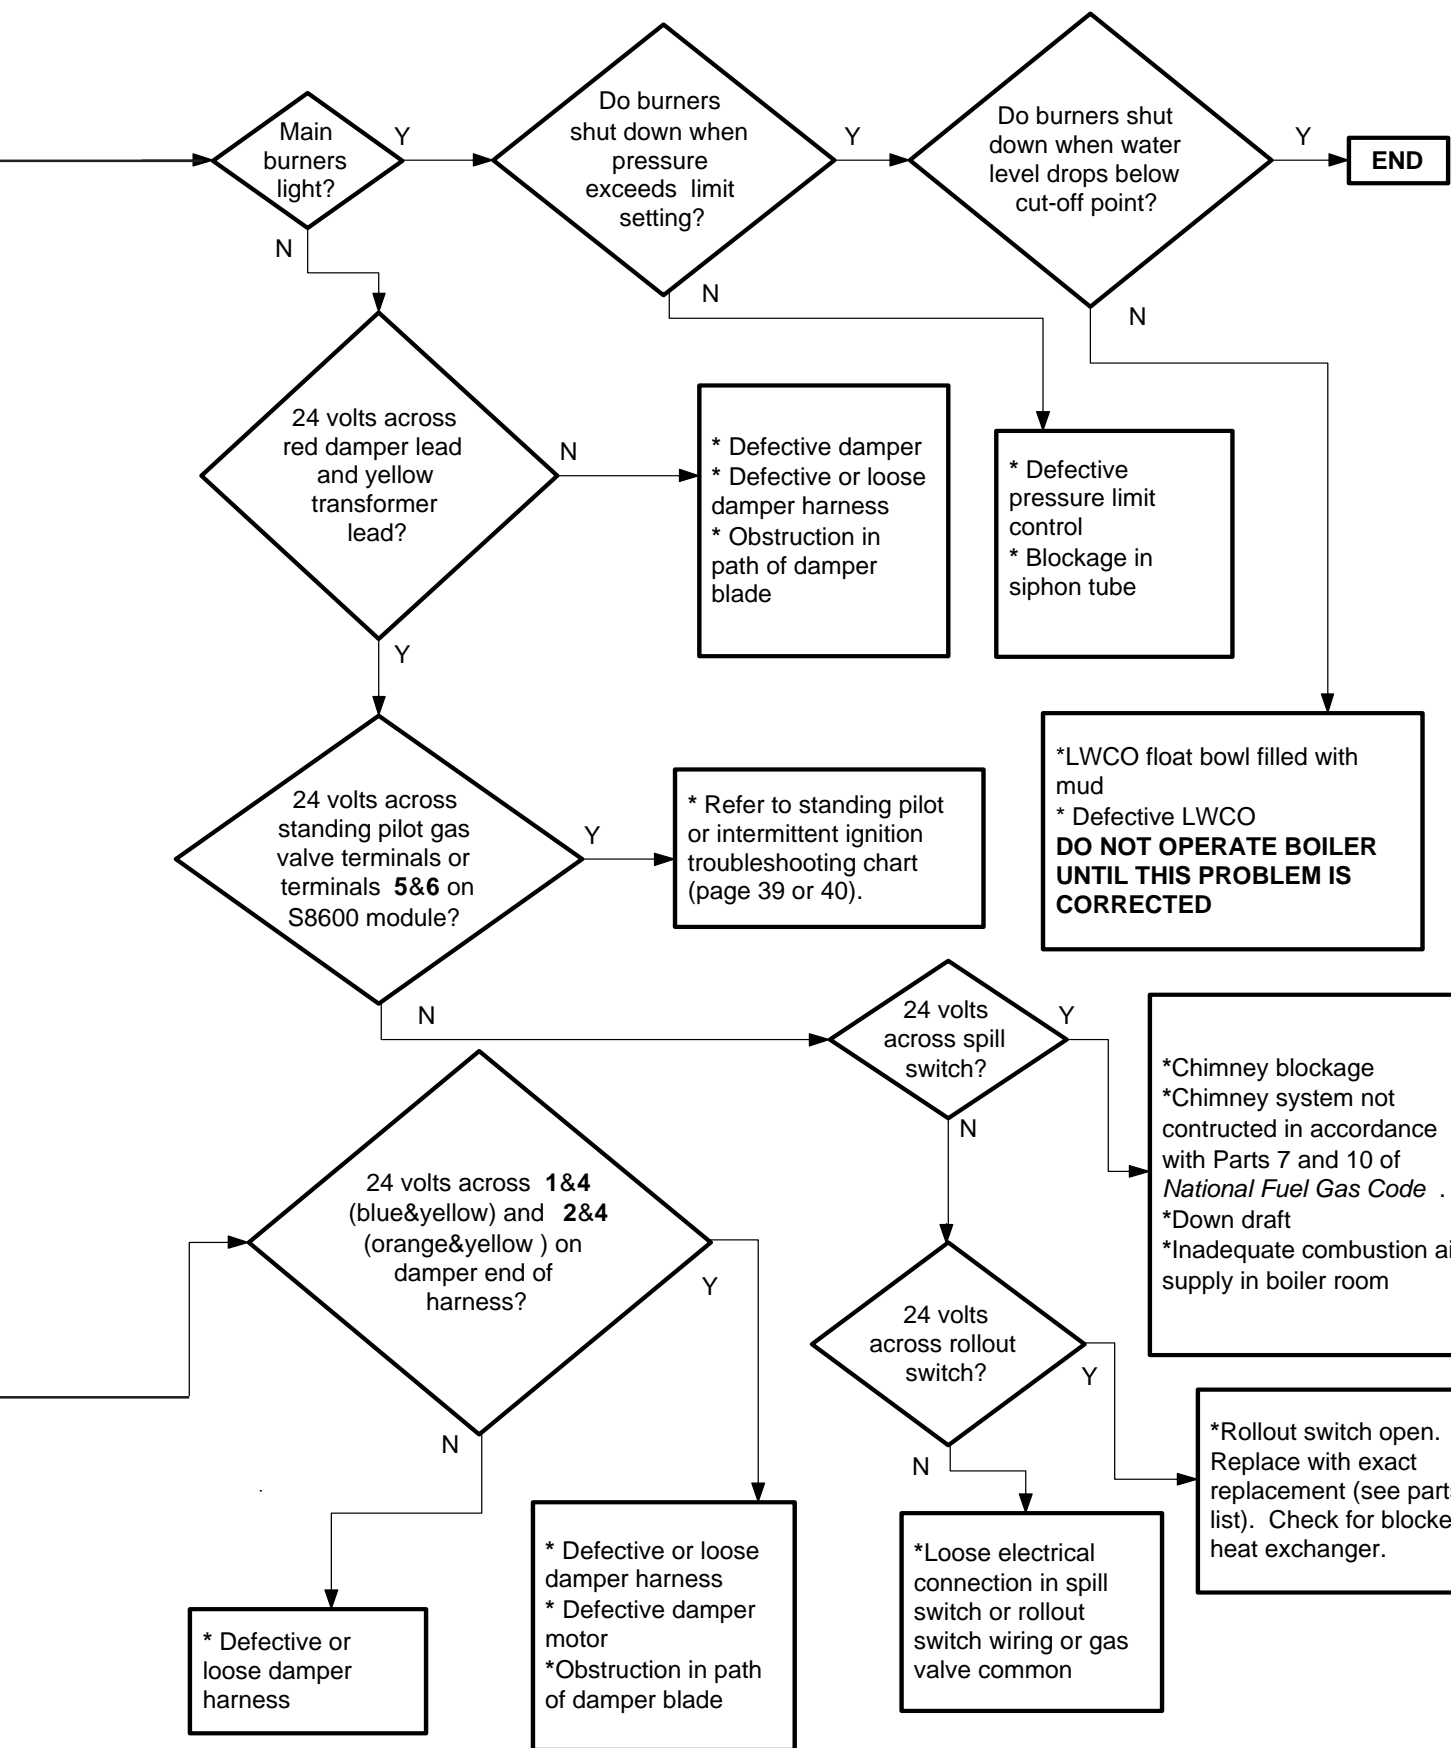 Main
burners
light?
Y
N
Do burners
shut down when
pressure
exceeds limit
setting?
Y
N
Do burners shut
down when water
level drops below
cut-off point?
Y
N
END
24 volts across
red damper lead
and yellow
transformer
lead?
N
Y
* Defective damper
* Defective or loose
damper harness
* Obstruction in
path of damper
blade
* Defective
pressure limit
control
* Blockage in
siphon tube
*LWCO float bowl filled with
mud
* Defective LWCO
DO NOT OPERATE BOILER
UNTIL THIS PROBLEM IS
CORRECTED
24 volts across
standing pilot gas
valve terminals or
terminals 5&6 on
S8600 module?
Y
N
* Refer to standing pilot
or intermittent ignition
troubleshooting chart
(page 39 or 40).
24 volts
across spill
switch?
Y
N
*Chimney blockage
*Chimney system not
contructed in accordance
with Parts 7 and 10 of
National Fuel Gas Code .
*Down draft
*Inadequate combustion
supply in boiler room
24 volts across 1&4
(blue&yellow) and 2&4
(orange&yellow ) on
damper end of
harness?
Y
N
24 volts
across rollout
switch?
Y
N
*Rollout switch open.
Replace with exact
replacement (see
list). Check for
heat exchanger.
* Defective or
loose damper
harness
* Defective or loose
damper harness
* Defective damper
motor
*Obstruction in path
of damper blade
*Loose electrical
connection in spill
switch or rollout
switch wiring or gas
valve common